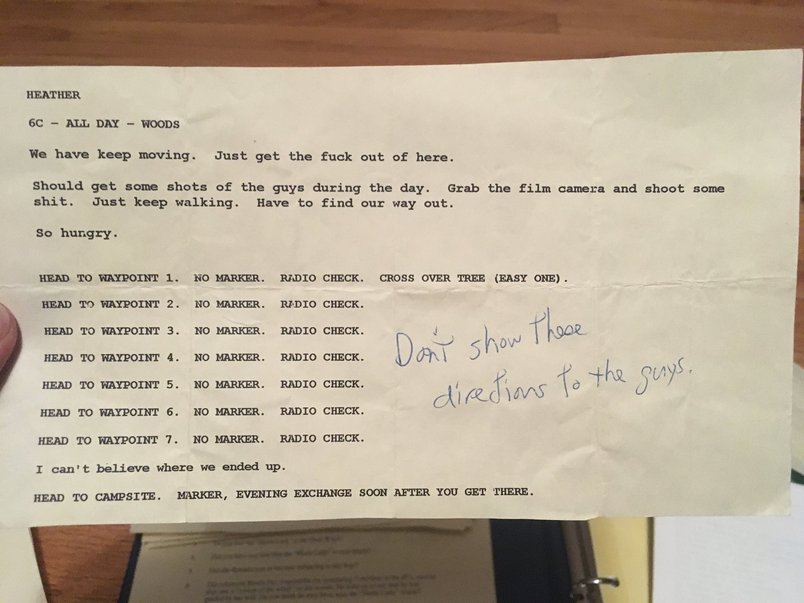 HEATHER
6C - ALL DAY - WOODS
We have keep moving. Just get the fuck out of here.
Should get some shots of the guys during the day. Grab the film camera and shoot some
shit. Just keep walking. Have to find our way out.
So hungry.
HEAD TO WAYPOINT 1. NO MARKER. RADIO CHECK. CROSS OVER TREE (EASY ONE).
HEAD TO WAYPOINT 2. NO MARKER. RADIO CHECK.
HEAD TO WAYPOINT 3. NO MARKER. RADIO CHECK.
HEAD TO WAYPOINT 4. NO MARKER. RADIO CHECK.
HEAD TO WAYPOINT 5. NO MARKER. RADIO CHECK.
HEAD TO WAYPOINT 6. NO MARKER. RADIO CHECK.
HEAD TO WAYPOINT 7. NO MARKER. RADIO CHECK.
Don't show these
directions to the guys.
I can't believe where we ended up.
HEAD TO CAMPSITE. MARKER, EVENING EXCHANGE SOON AFTER YOU GET THERE.